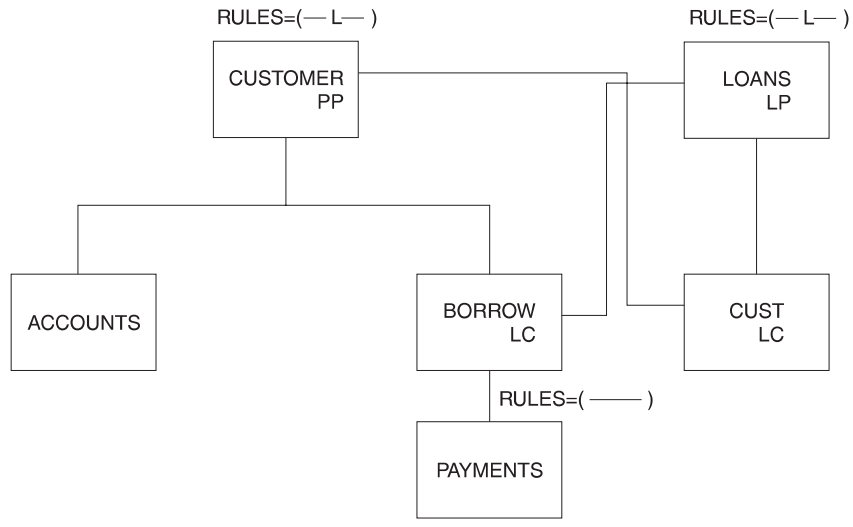 RULES=( — L — )
RULES=( — L — )
CUSTOMER
PP
LOANS
LP
ACCOUNTS
BORROW
LC
CUST
LC
RULES=( —— )
PAYMENTS